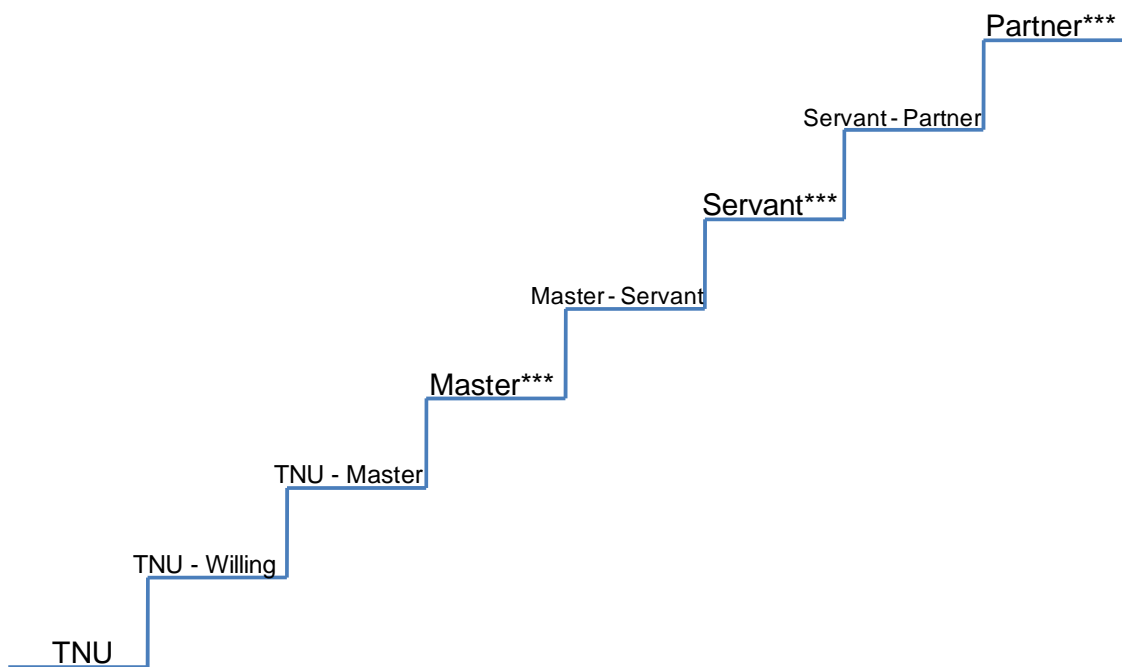 Partner***
Servant - Partner
Servant***
Master - Servant
Master***
TNU - Master
TNU - Willing
TNU